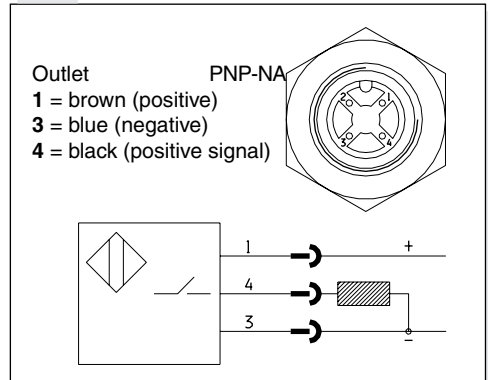 Outlet PNP-NA
1 = brown (positive)
3 = blue (negative)
4 = black (positive signal)
2 1
3 4
1 +
4
3 -